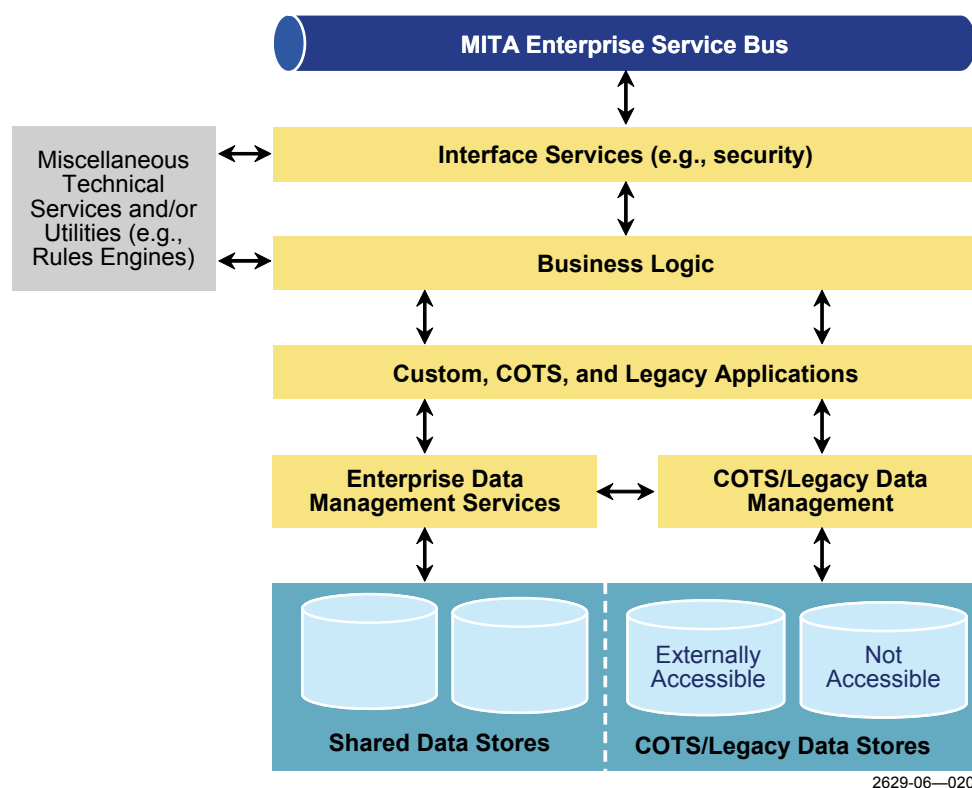 MITA Enterprise Service Bus
Interface Services (e.g., security)
Miscellaneous
Technical
Services and/or
Utilities (e.g.,
Rules Engines)
Business Logic
Custom, COTS, and Legacy Applications
Enterprise Data
Management Services
COTS/Legacy Data
Management
Externally
Accessible
Not
Accessible
Shared Data Stores
COTS/Legacy Data Stores
2629-06—020